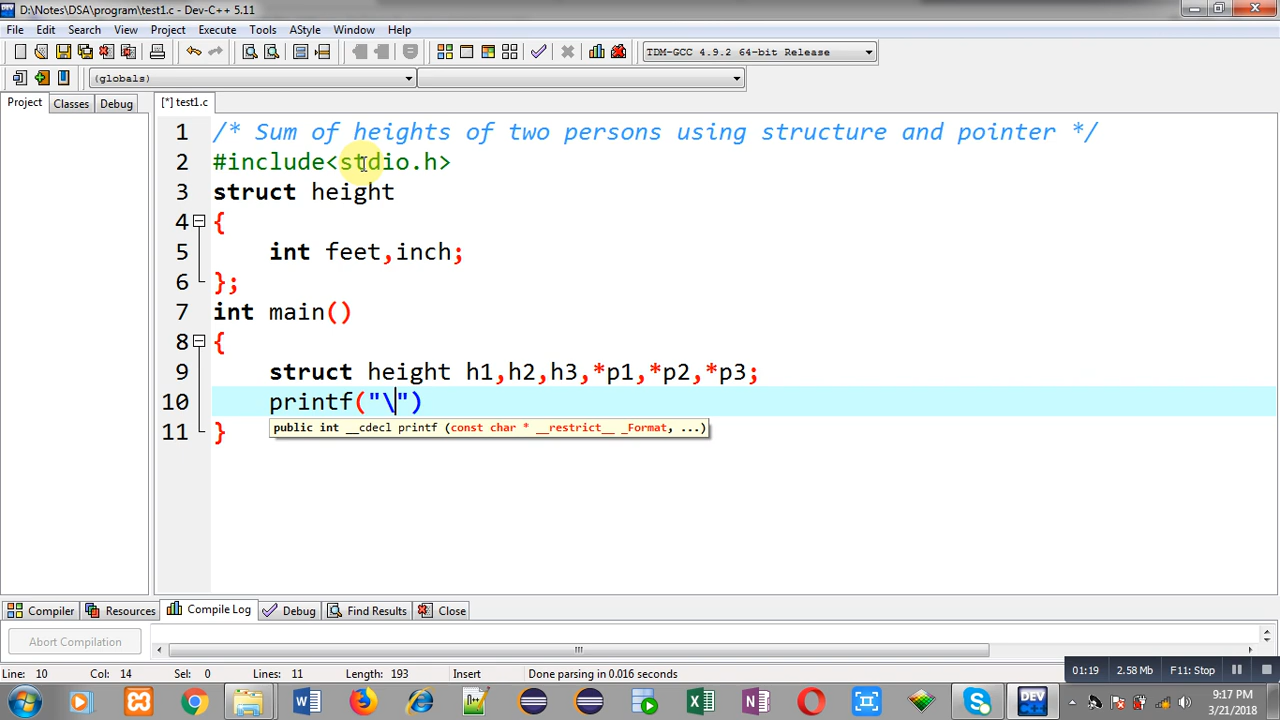 D:\Notes\DSA\program\test1.c - Dev-C++ 5.11
File Edit Search View Project Execute Tools AStyle Window Help
TDM-GCC 4.9.2 64-bit Release
(globals)
Project Classes Debug
[*] test1.c
1 /* Sum of heights of two persons using structure and pointer */
2 #include<stdio.h>
3 struct height
4 {
5 int feet,inch;
6 };
7 int main()
8 {
9 struct height h1,h2,h3,*p1,*p2,*p3;
10 printf("\")
public int __cdecl printf (const char * __restrict__ _Format, ...)
11 }
Compiler Resources Compile Log Debug Find Results Close
Abort Compilation
Line: 10 Col: 14 Sel: 0 Lines: 11 Length: 193 Insert Done parsing in 0.016 seconds
01:19 2.58 Mb F11: Stop
DEV
9:17 PM
3/21/2018